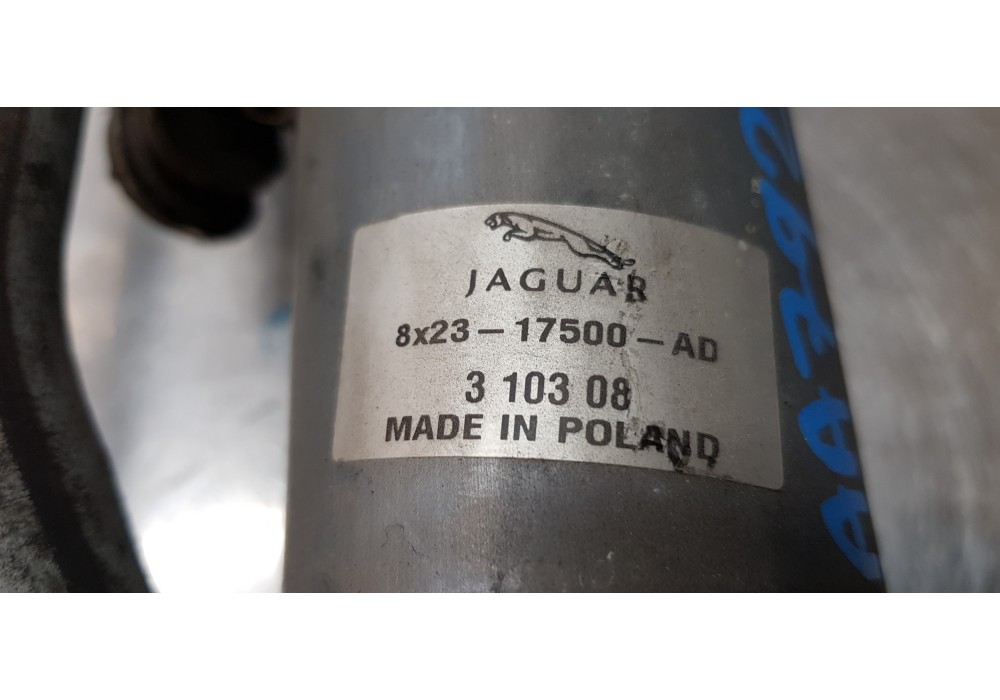 JAGUAR
8x23-17500-AD
3 103 08
MADE IN POLAND